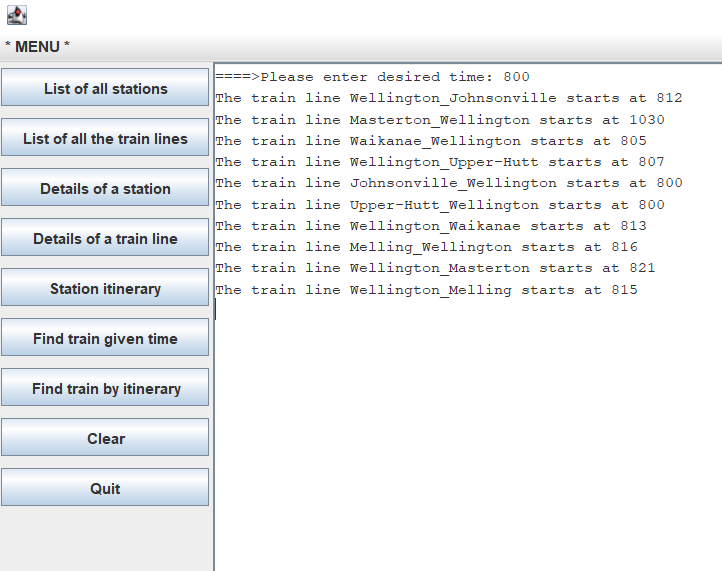 * MENU *
List of all stations
List of all the train lines
Details of a station
Details of a train line
Station itinerary
Find train given time
Find train by itinerary
Clear
Quit
====>Please enter desired time: 800
The train line Wellington_Johnsonville starts at 812
The train line Masterton_Wellington starts at 1030
The train line Waikanae_Wellington starts at 805
The train line Wellington_Upper-Hutt starts at 807
The train line Johnsonville_Wellington starts at 800
The train line Upper-Hutt_Wellington starts at 800
The train line Wellington_Waikanae starts at 813
The train line Melling_Wellington starts at 816
The train line Wellington_Masterton starts at 821
The train line Wellington_Melling starts at 815